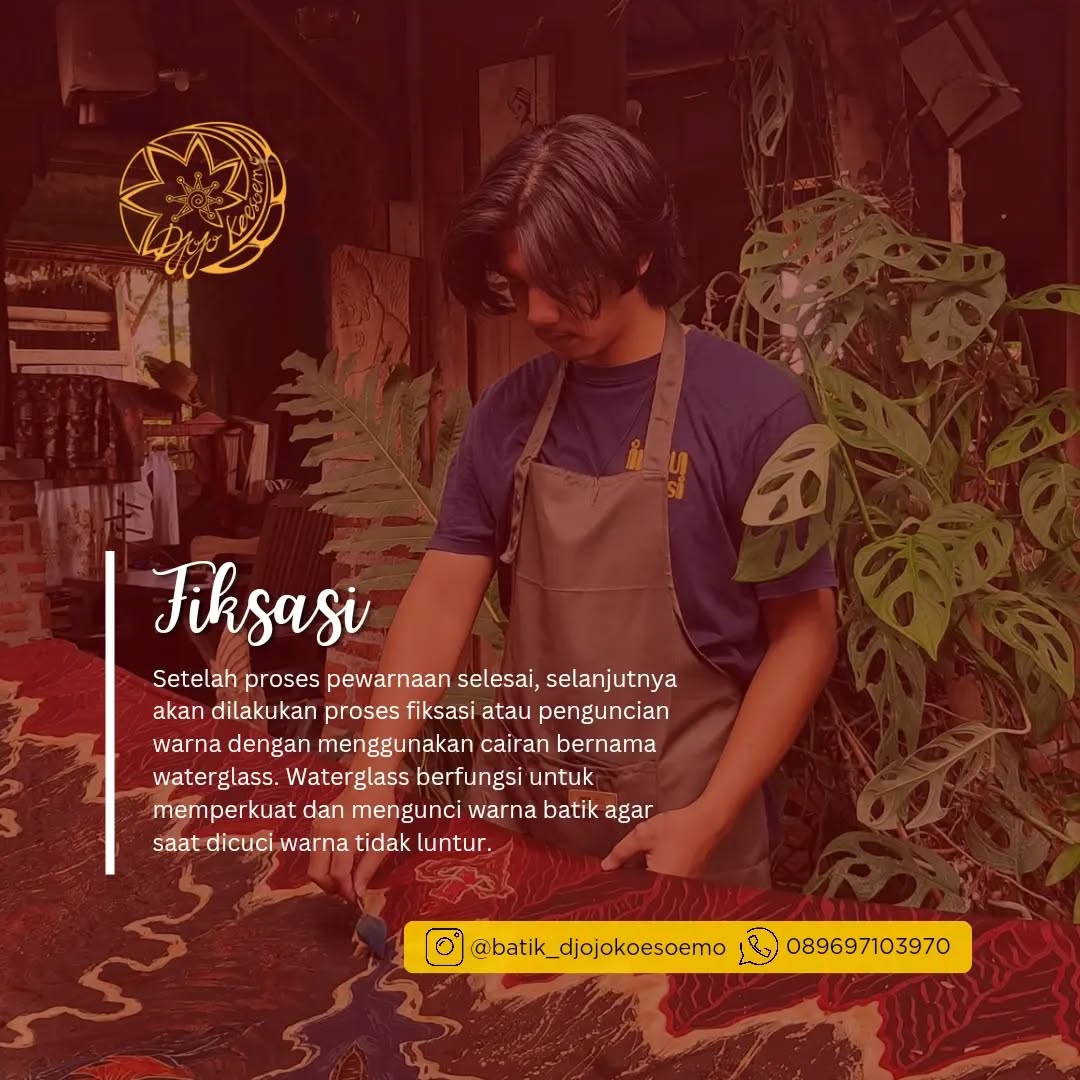 Djojo Koesoemo
Fiksasi
Setelah proses pewarnaan selesai, selanjutnya
akan dilakukan proses fiksasi atau penguncian
warna dengan menggunakan cairan bernama
waterglass. Waterglass berfungsi untuk
memperkuat dan mengunci warna batik agar
saat dicuci warna tidak luntur.
@batik_djojokoesoemo 089697103970